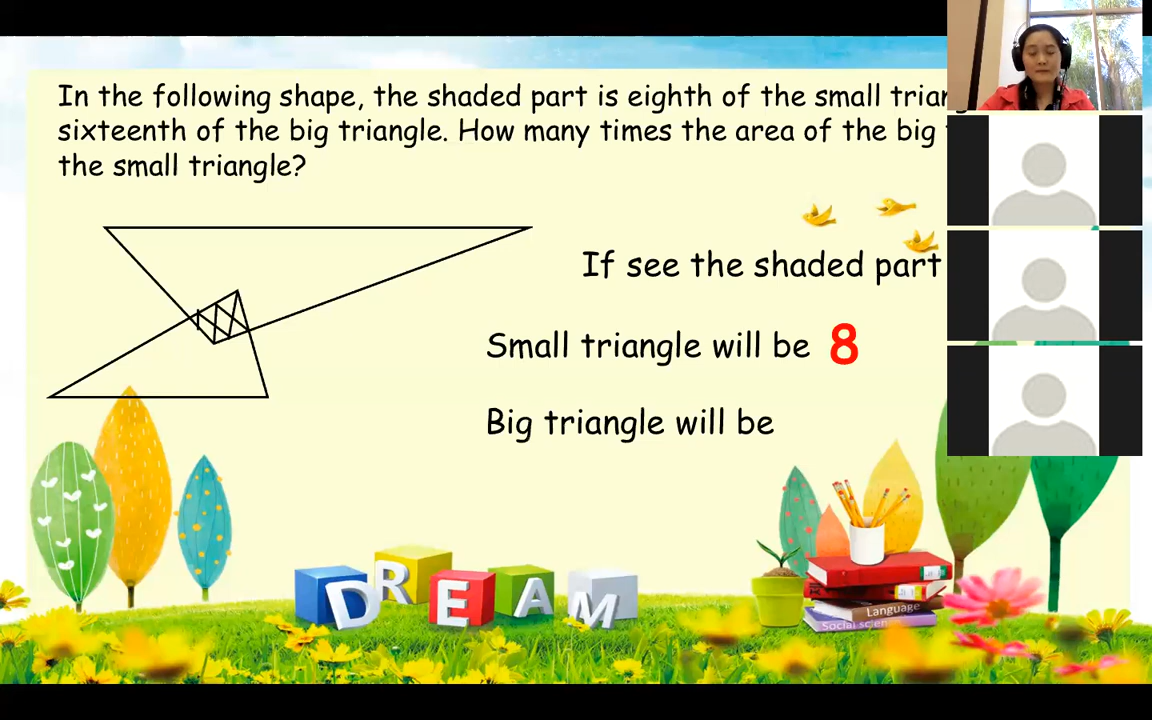 In the following shape, the shaded part is eighth of the small
sixteenth of the big triangle. How many times the area of the big
the small triangle?
If see the shaded part
Small triangle will be 8
Big triangle will be
DREAM
Language
Social